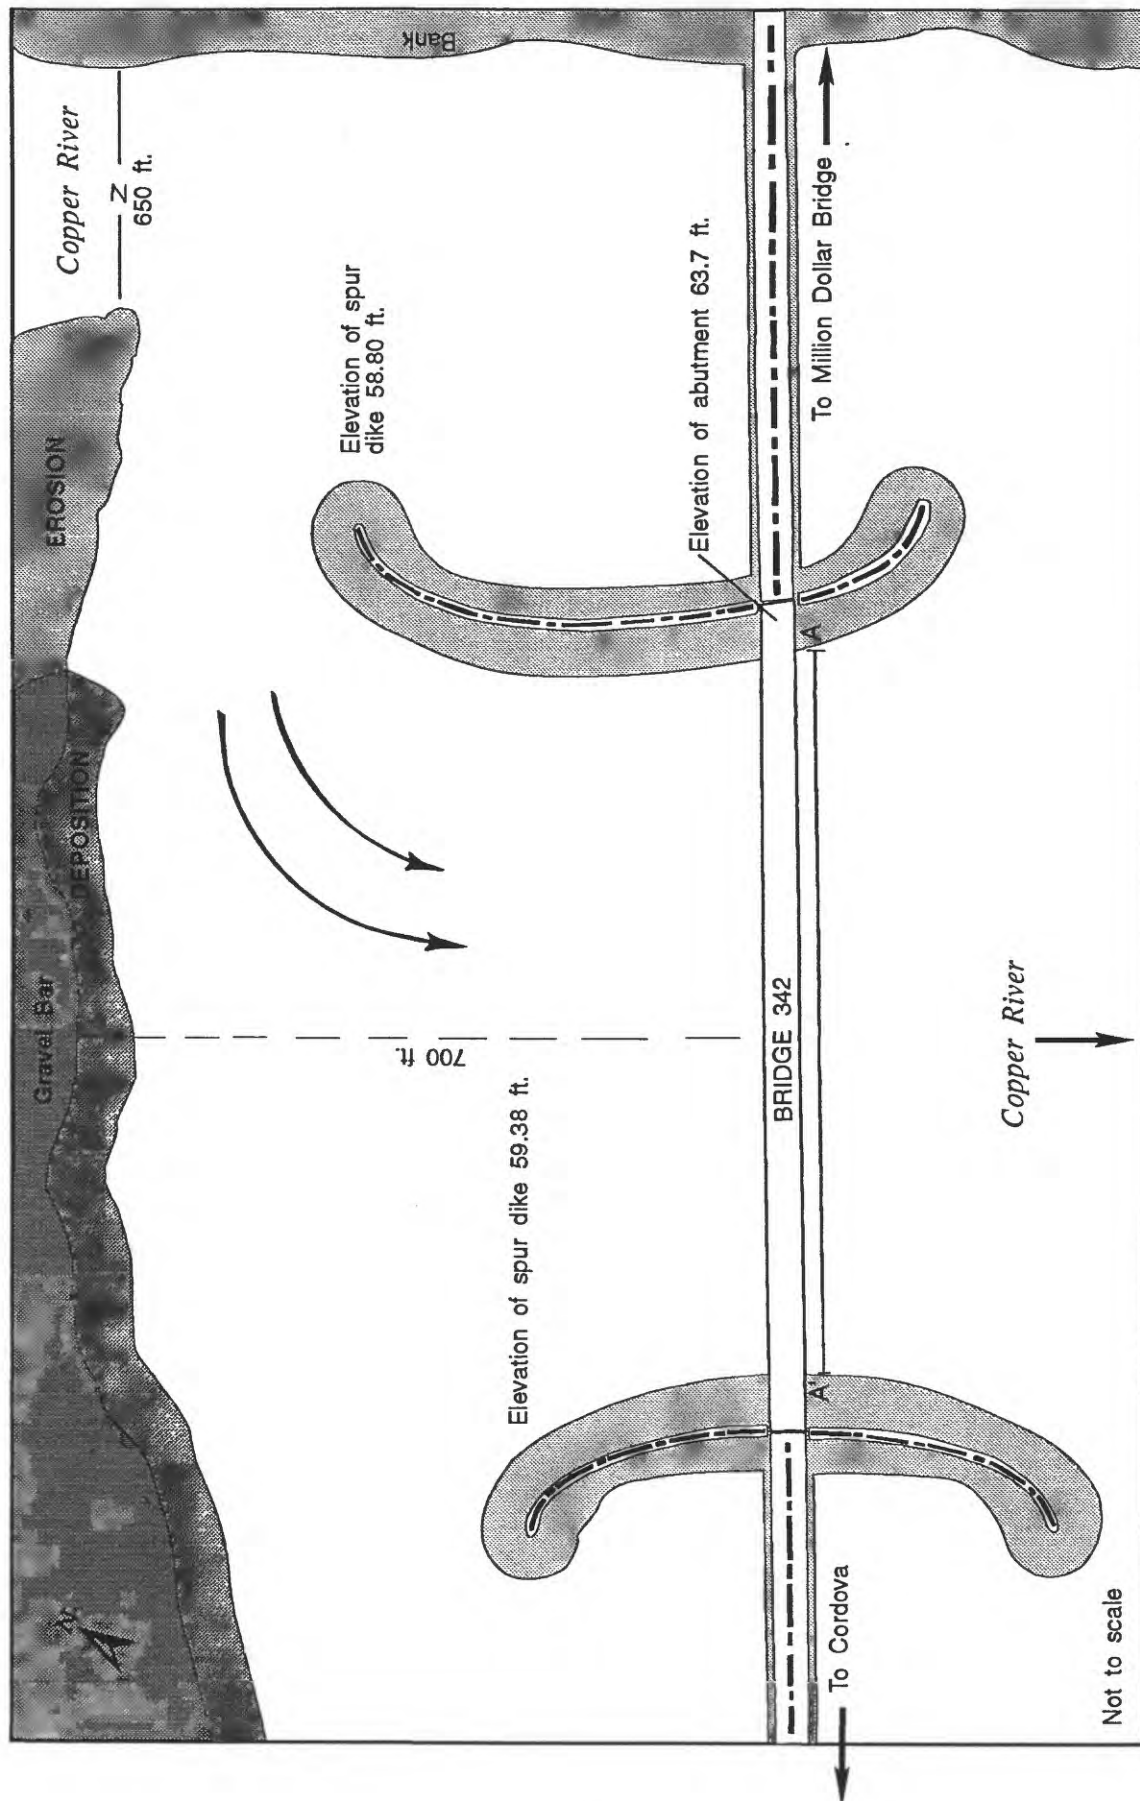 Bank
Copper River
N
650 ft.
EROSION
Gravel Bar
DEPOSITION
N
Elevation of spur
dike 58.80 ft.
Elevation of abutment 63.7 ft.
To Million Dollar Bridge
700 ft.
Elevation of spur dike 59.38 ft.
A
BRIDGE 342
A'
Copper River
To Cordova
Not to scale